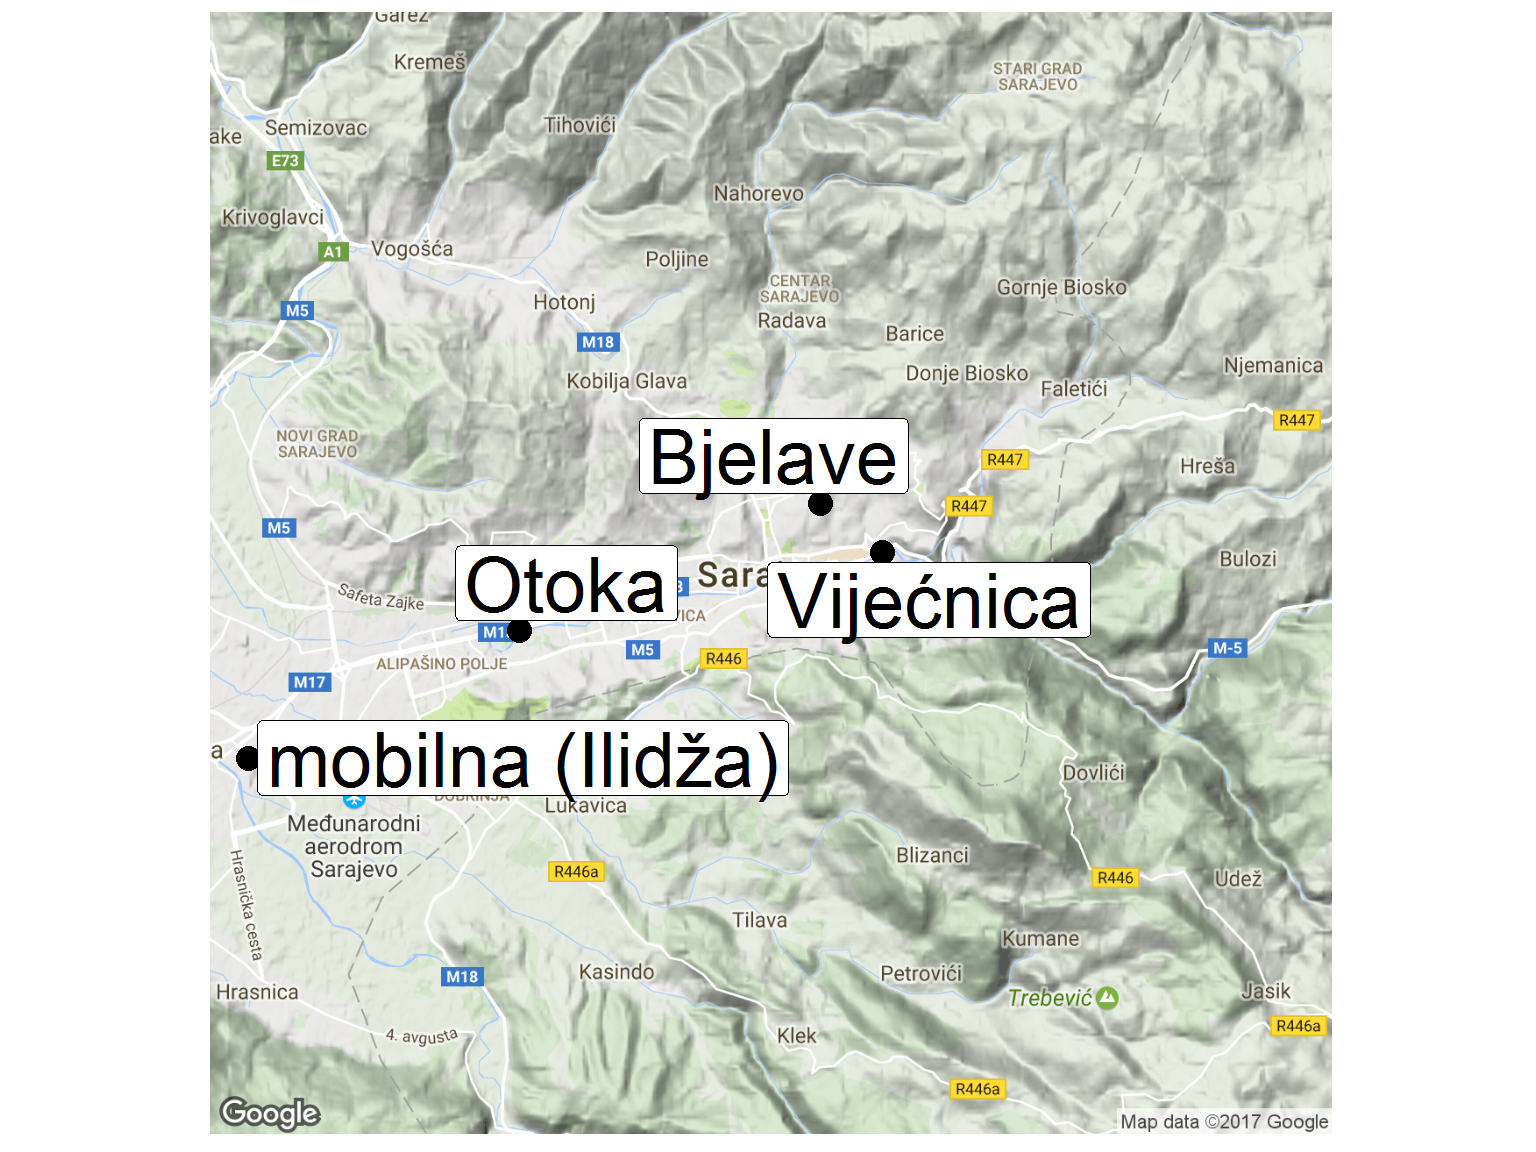 Garez
Kremeš
STARI GRAD
SARAJEVO
Semizovac
Tihovići
ake
E73
Nahorevo
Krivoglavci
A1
Vogošća
Poljine
CENTAR
SARAJEVO
Gornje Biosko
M5
Hotonj
Radava
Barice
M18
Njemanica
Kobilja Glava
Donje Biosko
Faletići
R447
NOVI GRAD
SARAJEVO
Bjelave
R447
Hreša
R447
M5
Bulozi
Otoka
Sara
Safeta Zajke
Vijećnica
M18
M5
R446
M-5
ALIPAŠINO POLJE
M17
a
mobilna (Ilidža)
Dovlići
DOBRINJA
Lukavica
Međunarodni
aerodrom
Sarajevo
Hrasnička cesta
Blizanci
R446a
R446
Udež
Tilava
Kumane
Kasindo
M18
Petrovići
Hrasnica
Trebević
Jasik
4. avgusta
Klek
R446a
R446a
Google
Map data ©2017 Google